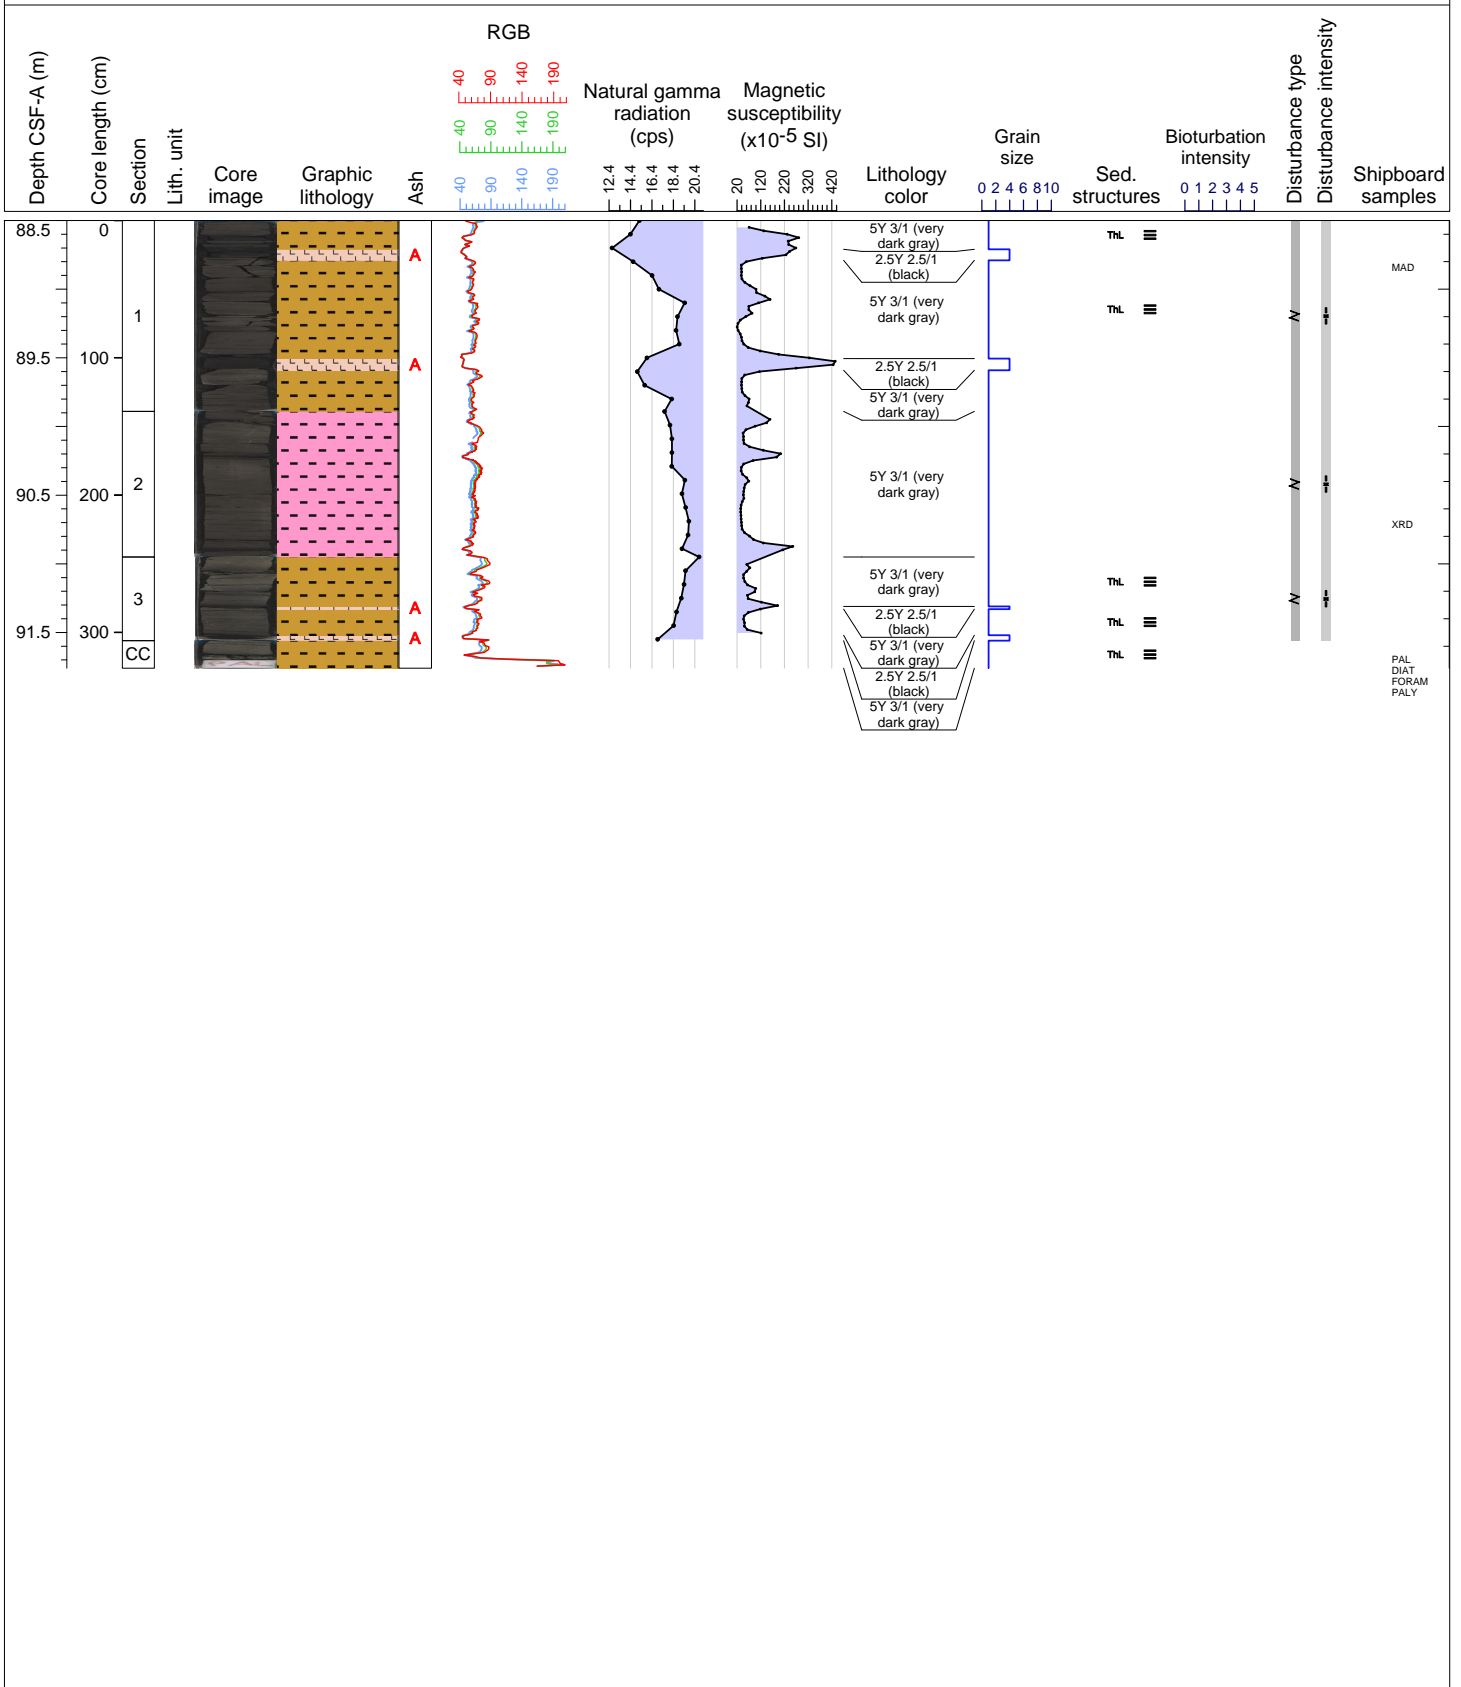 RGB
Depth CSF-A (m)
Core length (cm)
Section
Lith. unit
Core
image
Graphic
lithology
Ash
40 90 140 190
40 90 140 190
40 90 140 190
Natural gamma
radiation
(cps)
12.4 14.4 16.4 18.4 20.4
Magnetic
susceptibility
(x10-5 SI)
20 120 220 320 420
Lithology
color
Grain
size
0 2 4 6 8 10
Sed.
structures
Bioturbation
intensity
0 1 2 3 4 5
Disturbance type
Disturbance intensity
Shipboard
samples
88.5
89.5
90.5
91.5
0
100
200
300
1
2
3
CC
A
A
A
A
5Y 3/1 (very
dark gray)
2.5Y 2.5/1
(black)
5Y 3/1 (very
dark gray)
2.5Y 2.5/1
(black)
5Y 3/1 (very
dark gray)
5Y 3/1 (very
dark gray)
5Y 3/1 (very
dark gray)
2.5Y 2.5/1
(black)
5Y 3/1 (very
dark gray)
2.5Y 2.5/1
(black)
5Y 3/1 (very
dark gray)
ThL
ThL
ThL
ThL
ThL
MAD
XRD
PAL
DIAT
FORAM
PALY